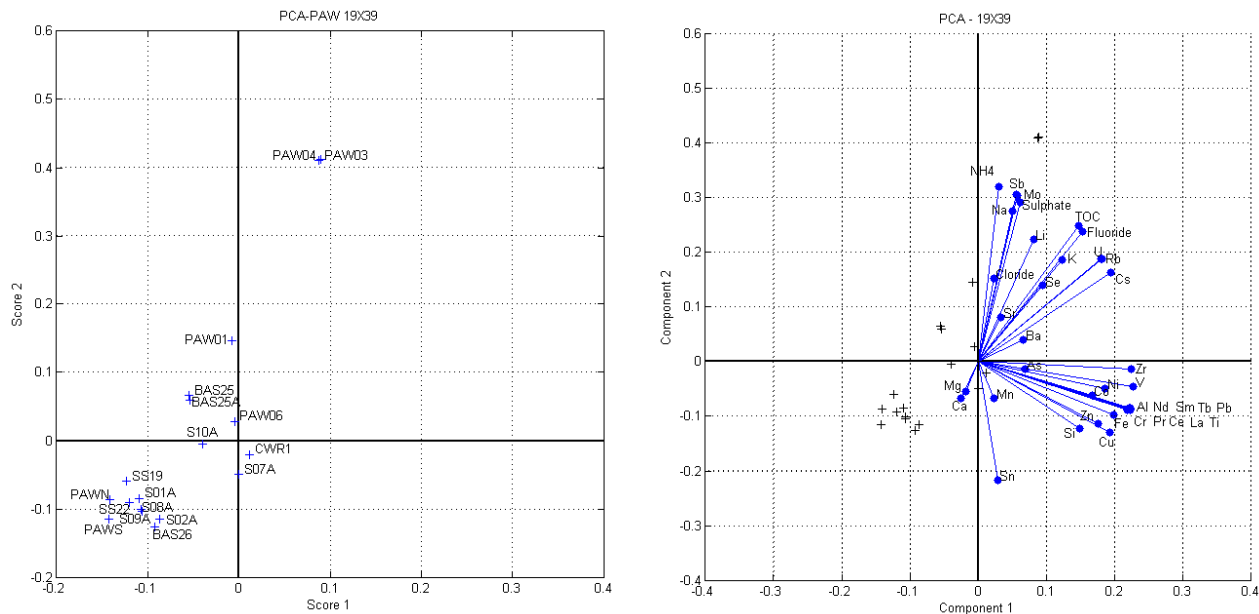 PCA-PAW 19X39
0.6
0.5
0.4
0.3
0.2
0.1
0
-0.1
-0.2
Score 2
PAW04
PAW03
PAW01
BAS25
BAS25A
PAW06
S10A
CWR1
S07A
SS19
PAWN
S01A
SS22
S08A
S09A
S02A
PAWS
BAS26
-0.2 -0.1 0 0.1 0.2 0.3 0.4
Score 1
PCA - 19X39
0.6
0.5
0.4
0.3
0.2
0.1
0
-0.1
-0.2
-0.3
-0.4
Component 2
NH4
Sb
Mo
Na
Sulphate
TOC
Fluoride
Li
U
K
Rb
Cloride
Se
Cs
Sr
Ba
As
Zr
Mg
Ni
V
Ca
Mn
Co
Al Nd Sm Tb Pb
Zn
Fe
Cr Pr Ce La Ti
Si
Cu
Sn
-0.4 -0.3 -0.2 -0.1 0 0.1 0.2 0.3 0.4
Component 1